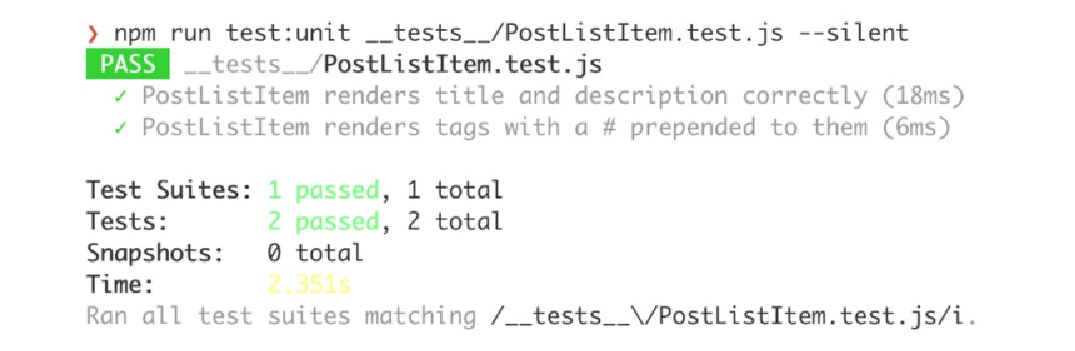 ❯ npm run test:unit __tests__/PostListItem.test.js --silent
PASS __tests__/PostListItem.test.js
✓ PostListItem renders title and description correctly (18ms)
✓ PostListItem renders tags with a # prepended to them (6ms)
Test Suites: 1 passed, 1 total
Tests: 2 passed, 2 total
Snapshots: 0 total
Time: 2.351s
Ran all test suites matching /__tests__\/PostListItem.test.js/i.